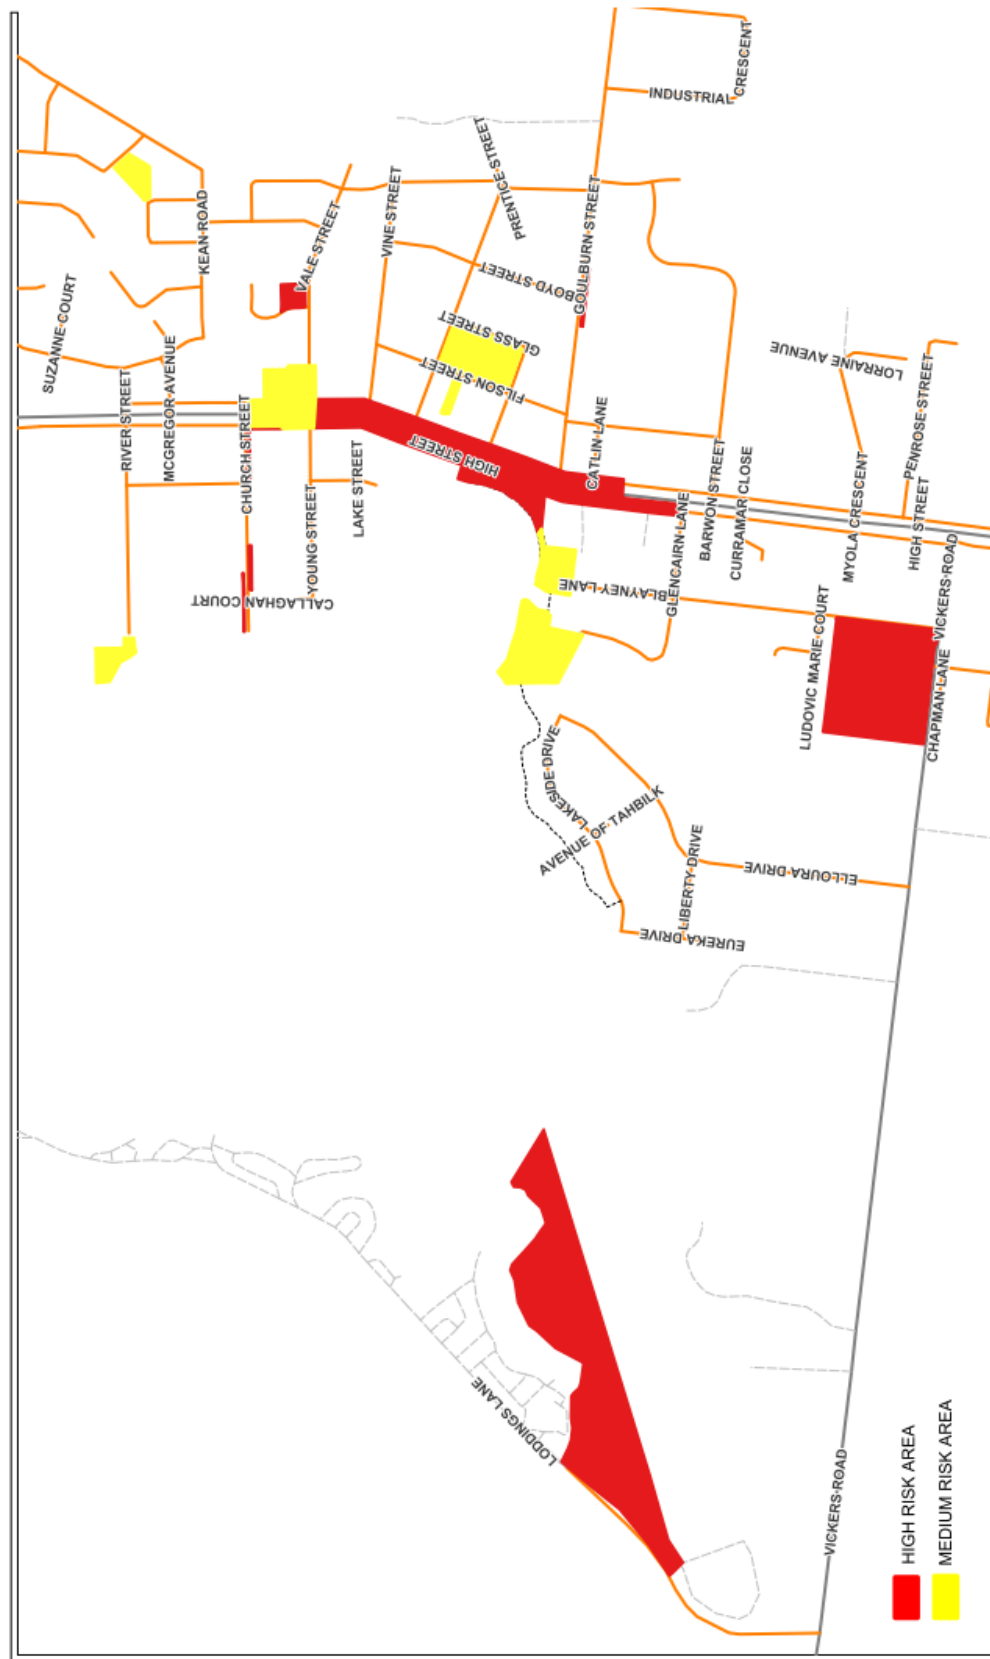 INDUSTRIAL
CRESCENT
PRENTICE STREET
GOULBURN STREET
KEAN ROAD
VALE STREET
VINE STREET
BOYD STREET
SUZANNE COURT
GLASS STREET
LORRAINE AVENUE
MCGREGOR AVENUE
FILSON STREET
RIVER STREET
CHURCH STREET
HIGH STREET
CATLIN LANE
PENROSE STREET
LAKE STREET
YOUNG STREET
BARWON STREET
CURRAMAR CLOSE
MYOLA CRESCENT
HIGH STREET
GLENCAIRN LANE
BLAYNEY LANE
CALLAGHAN COURT
VICKERS ROAD
LUDOVIC MARIE COURT
CHAPMAN LANE
LAKESIDE DRIVE
AVENUE OF TAHBILK
LIBERTY DRIVE
ELLOURA DRIVE
EUREKA DRIVE
LODDINGS LANE
VICKERS ROAD
HIGH RISK AREA
MEDIUM RISK AREA